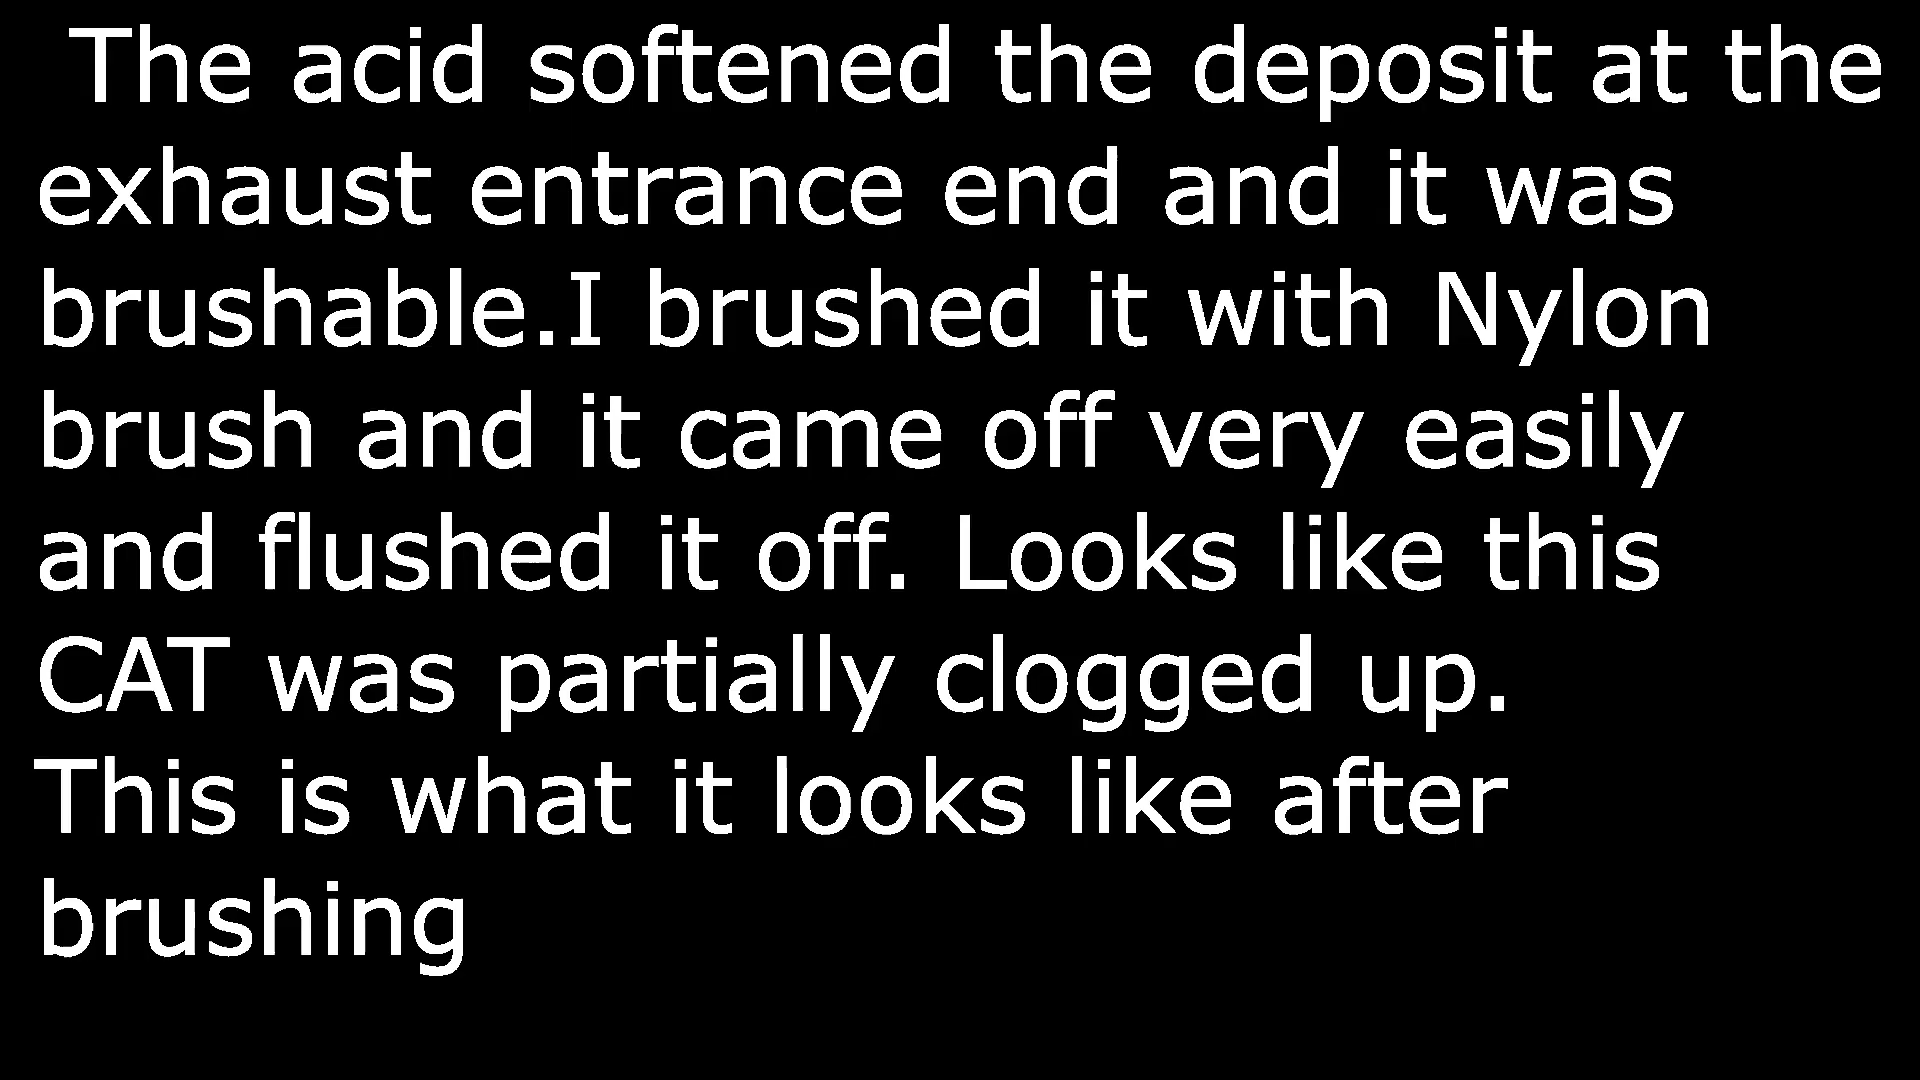 The acid softened the deposit at the
exhaust entrance end and it was
brushable.I brushed it with Nylon
brush and it came off very easily
and flushed it off. Looks like this
CAT was partially clogged up.
This is what it looks like after
brushing